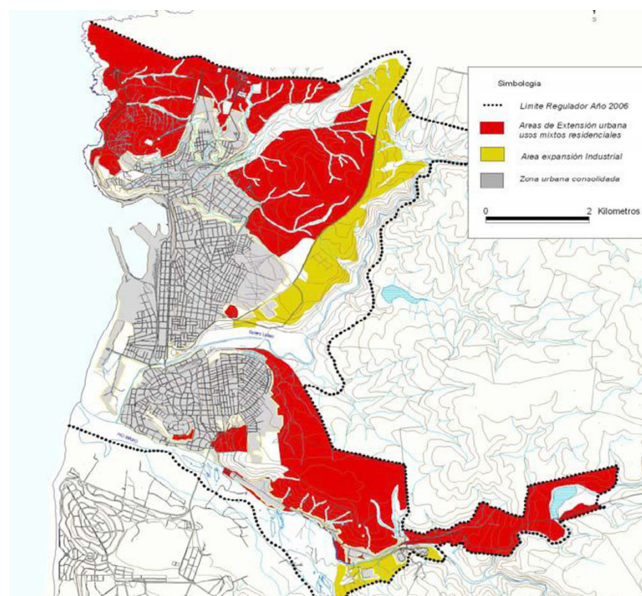 Simbologia
Limite Regulador Año 2006
Areas de Extensión urbana
usos mixtos residenciales
Area expansión Industrial
Zona urbana consolidada
0 2 Kilometros